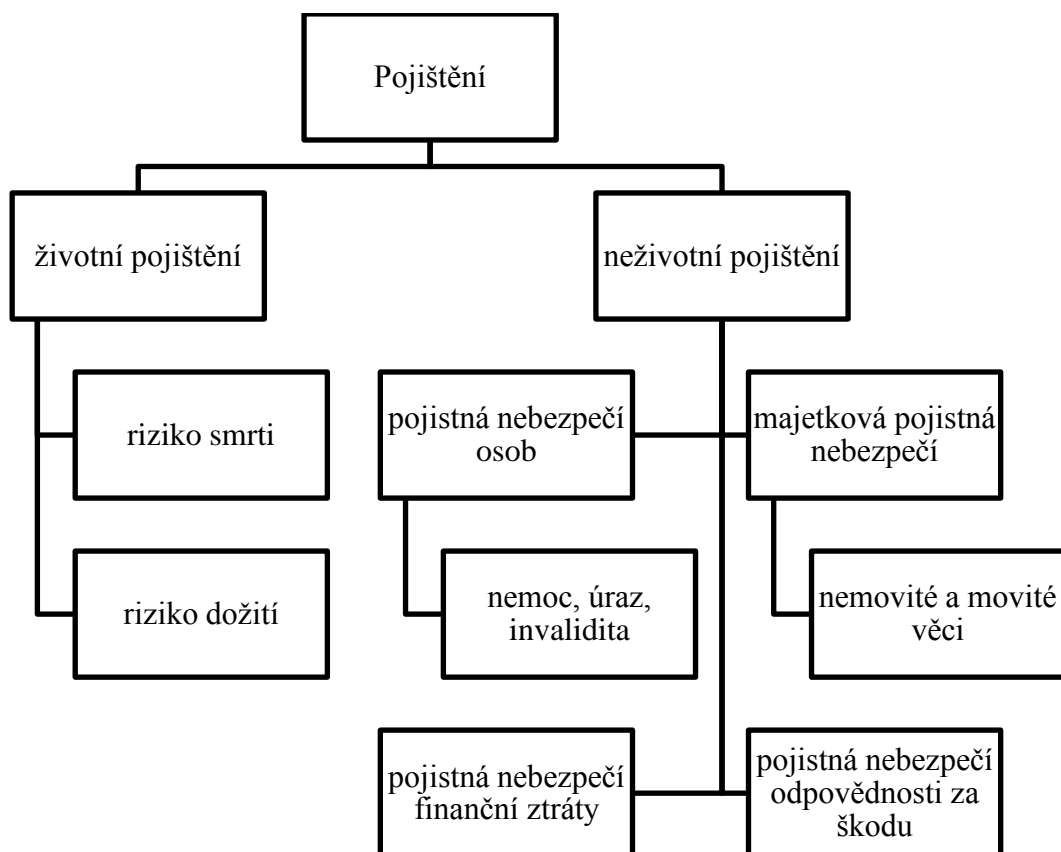 Pojištění
životní pojištění
neživotní pojištění
riziko smrti
pojistná nebezpečí
osob
majetková pojistná
nebezpečí
riziko dožití
nemoc, úraz,
invalidita
nemovité a movité
věci
pojistná nebezpečí
finanční ztráty
pojistná nebezpečí
odpovědnosti za
škodu